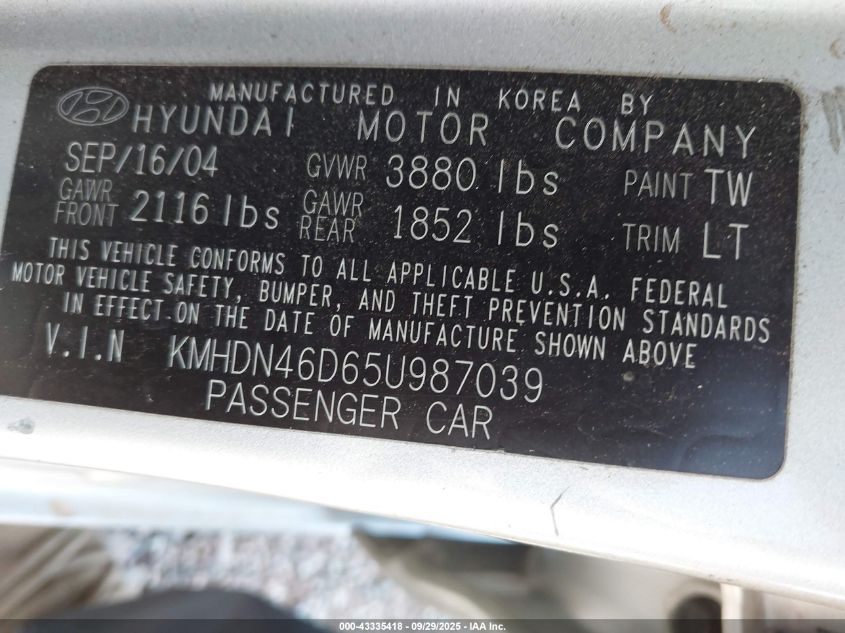 MANUFACTURED IN KOREA BY
HYUNDAI MOTOR COMPANY
SEP/16/04 GVWR 3880 lbs PAINT TW
GAWR FRONT 2116 lbs GAWR REAR 1852 lbs TRIM LT
THIS VEHICLE CONFORMS TO ALL APPLICABLE U.S.A. FEDERAL
MOTOR VEHICLE SAFETY, BUMPER, AND THEFT PREVENTION STANDARDS
IN EFFECT ON THE DATE OF MANUFACTURE SHOWN ABOVE
V.I.N KMHDN46D65U987039
PASSENGER CAR
000-43335418 - 09/29/2025 - IAA Inc.